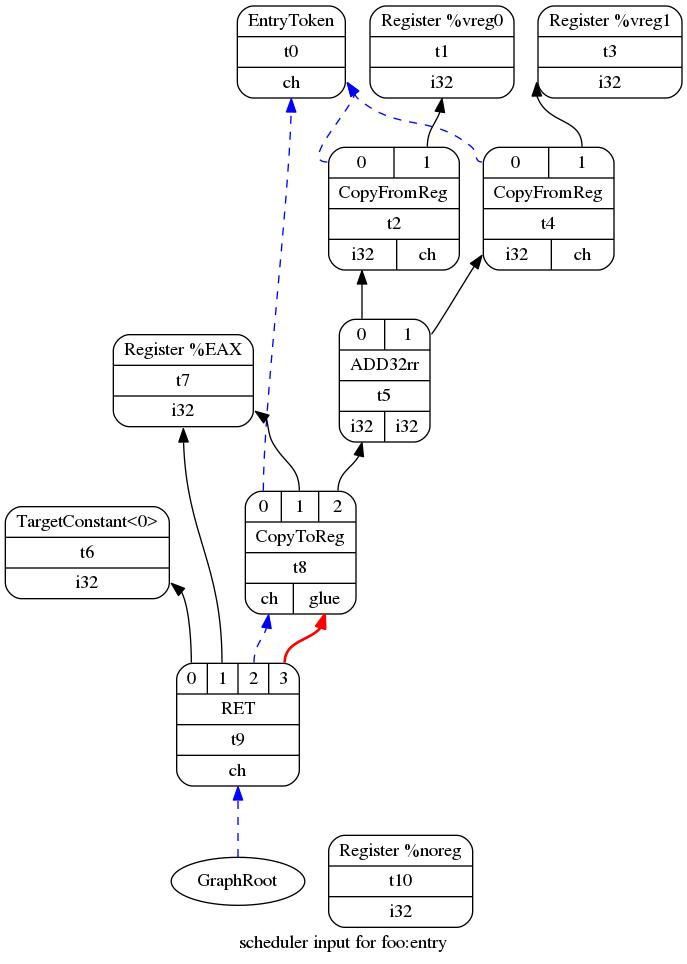 EntryToken
t0
ch
Register %vreg0
t1
i32
Register %vreg1
t3
i32
0 1
CopyFromReg
t2
i32 ch
0 1
CopyFromReg
t4
i32 ch
Register %EAX
t7
i32
0 1
ADD32rr
t5
i32 i32
TargetConstant<0>
t6
i32
0 1 2
CopyToReg
t8
ch glue
0 1 2 3
RET
t9
ch
GraphRoot
Register %noreg
t10
i32
scheduler input for foo:entry